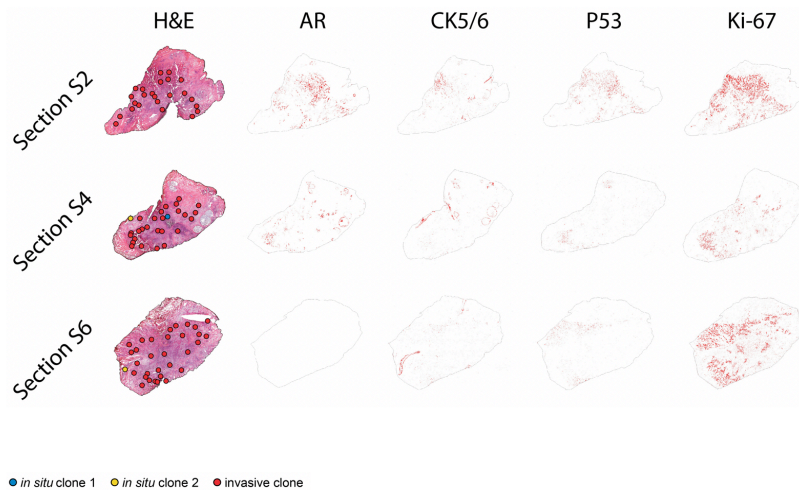 H&E AR CK5/6 P53 Ki-67
Section S2
Section S4
Section S6
in situ clone 1 in situ clone 2 invasive clone